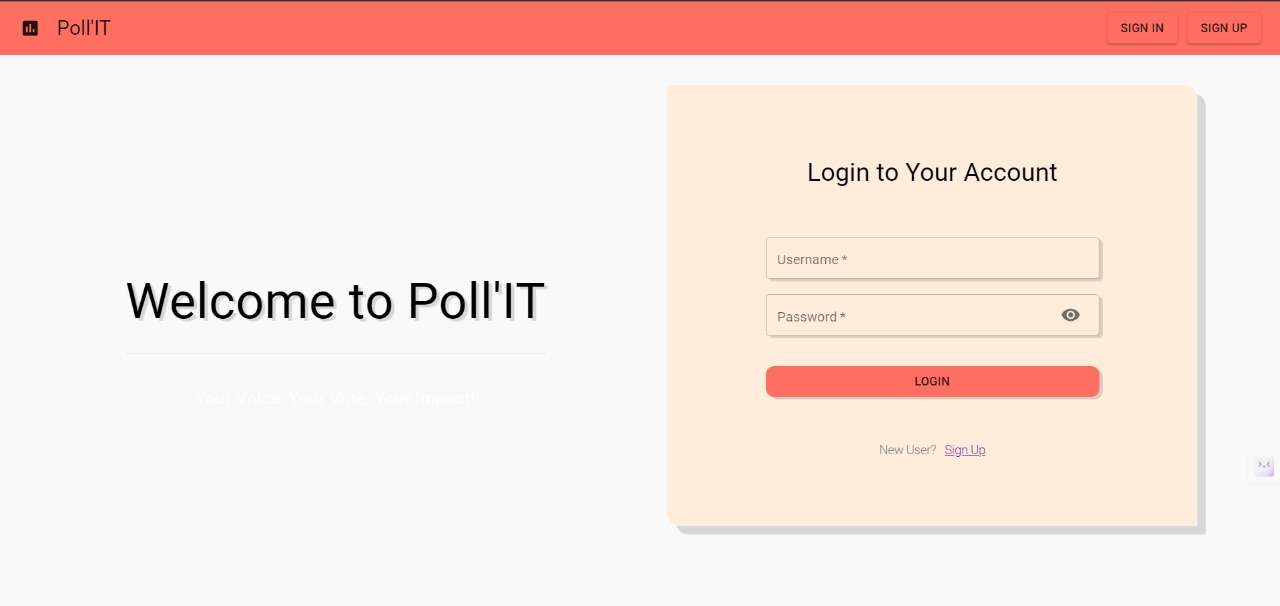 Poll'IT
SIGN IN
SIGN UP
Welcome to Poll'IT
Your Voice, Your Vote, Your Impact!
Login to Your Account
Username *
Password *
LOGIN
New User? Sign Up